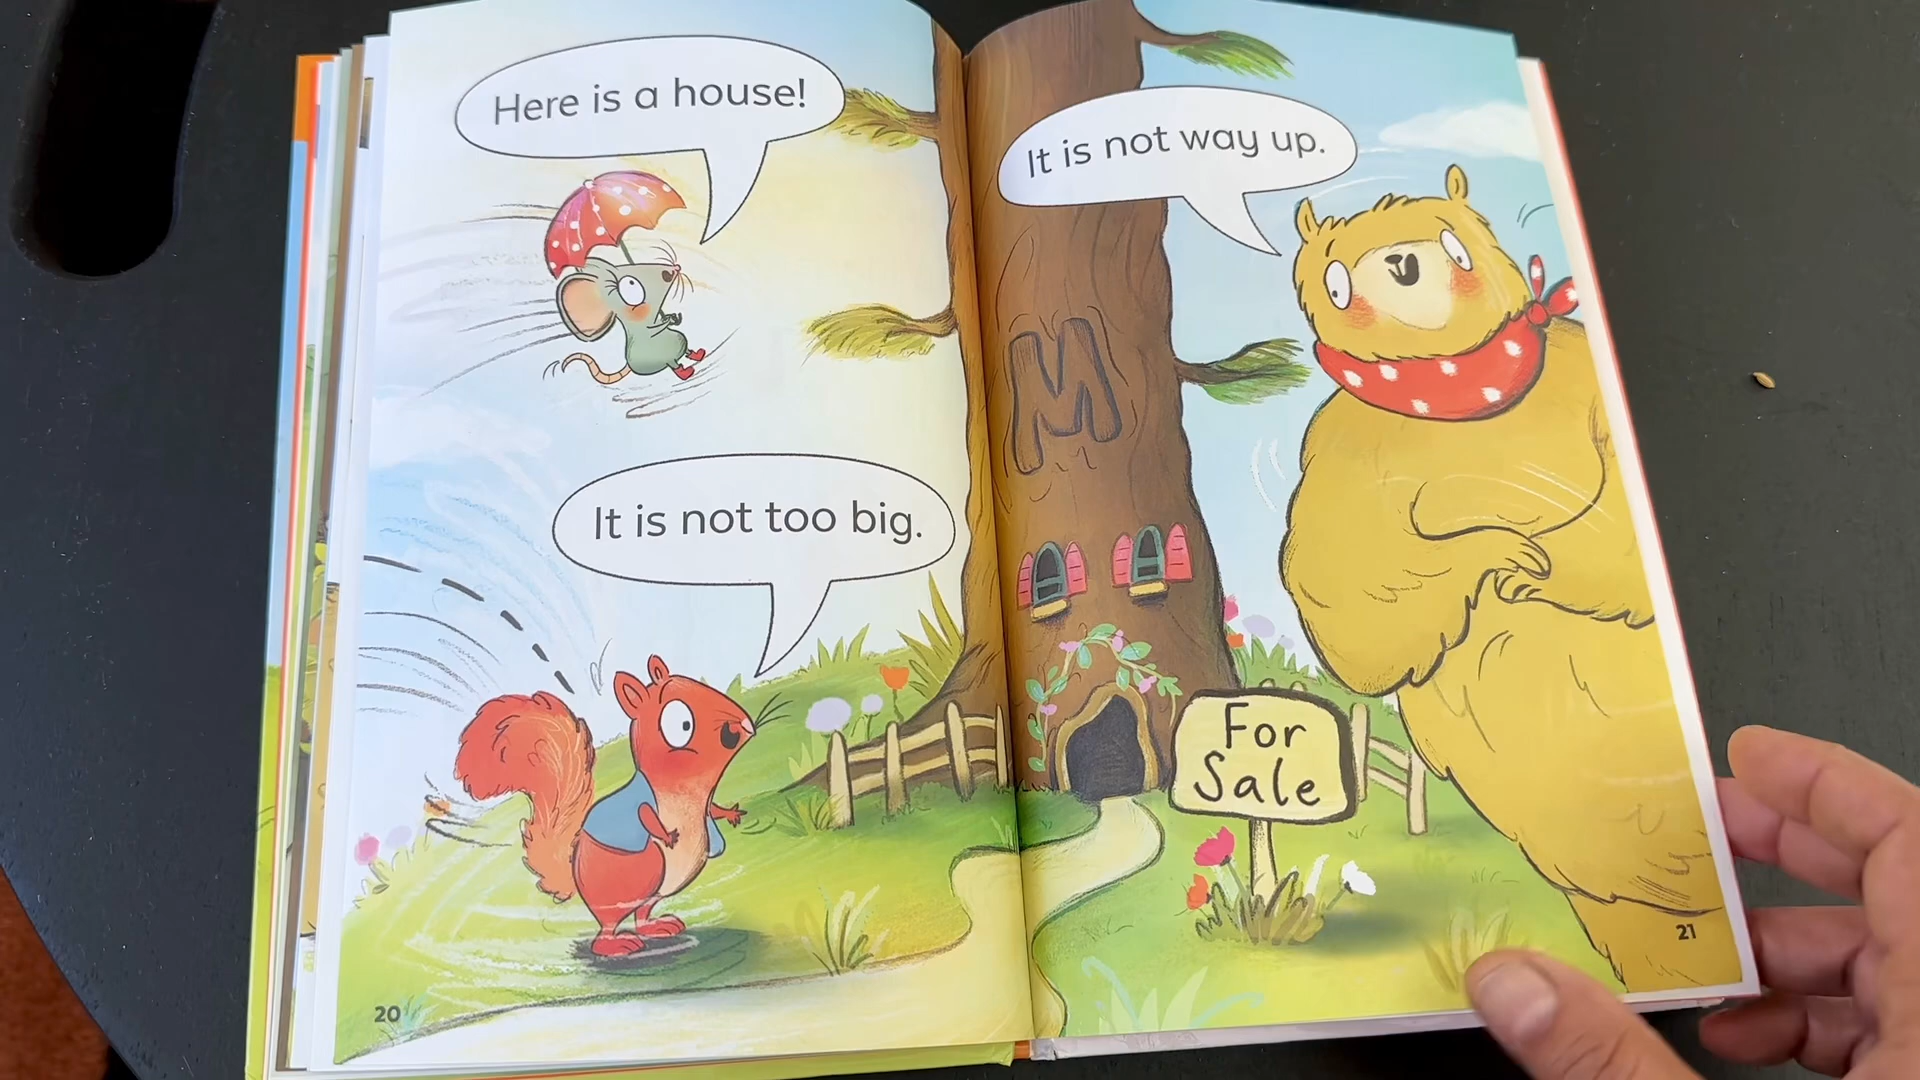 Here is a house!
It is not too big.
20
It is not way up.
M
For
Sale
21